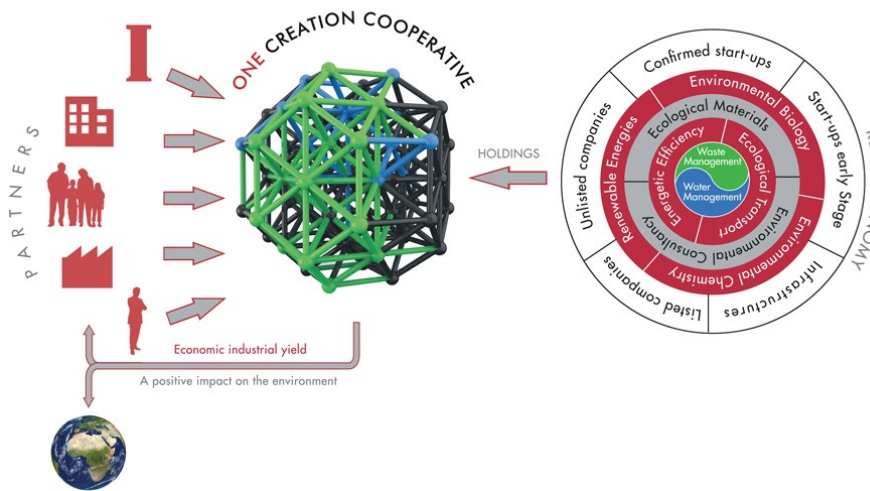 ONE CREATION COOPERATIVE
PARTNERS
HOLDINGS
Economic industrial yield
A positive impact on the environment
Confirmed start-ups
Start-ups early Stage
Infrastructures
Listed companies
Unlisted companies
Environmental Biology
Environmental Chemistry
Renewable Energies
Ecological Materials
Environmental Consultancy
Energetic Efficiency
Ecological Transport
Waste
Management
Water
Management